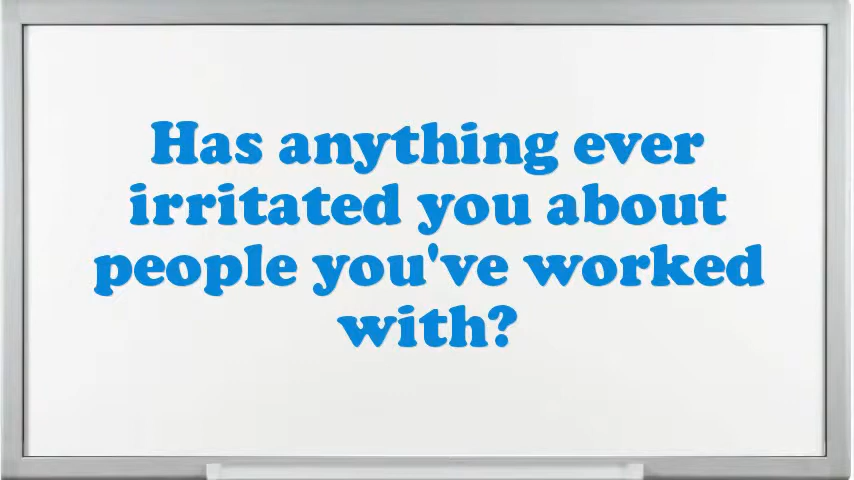 Has anything ever
irritated you about
people you've worked
with?